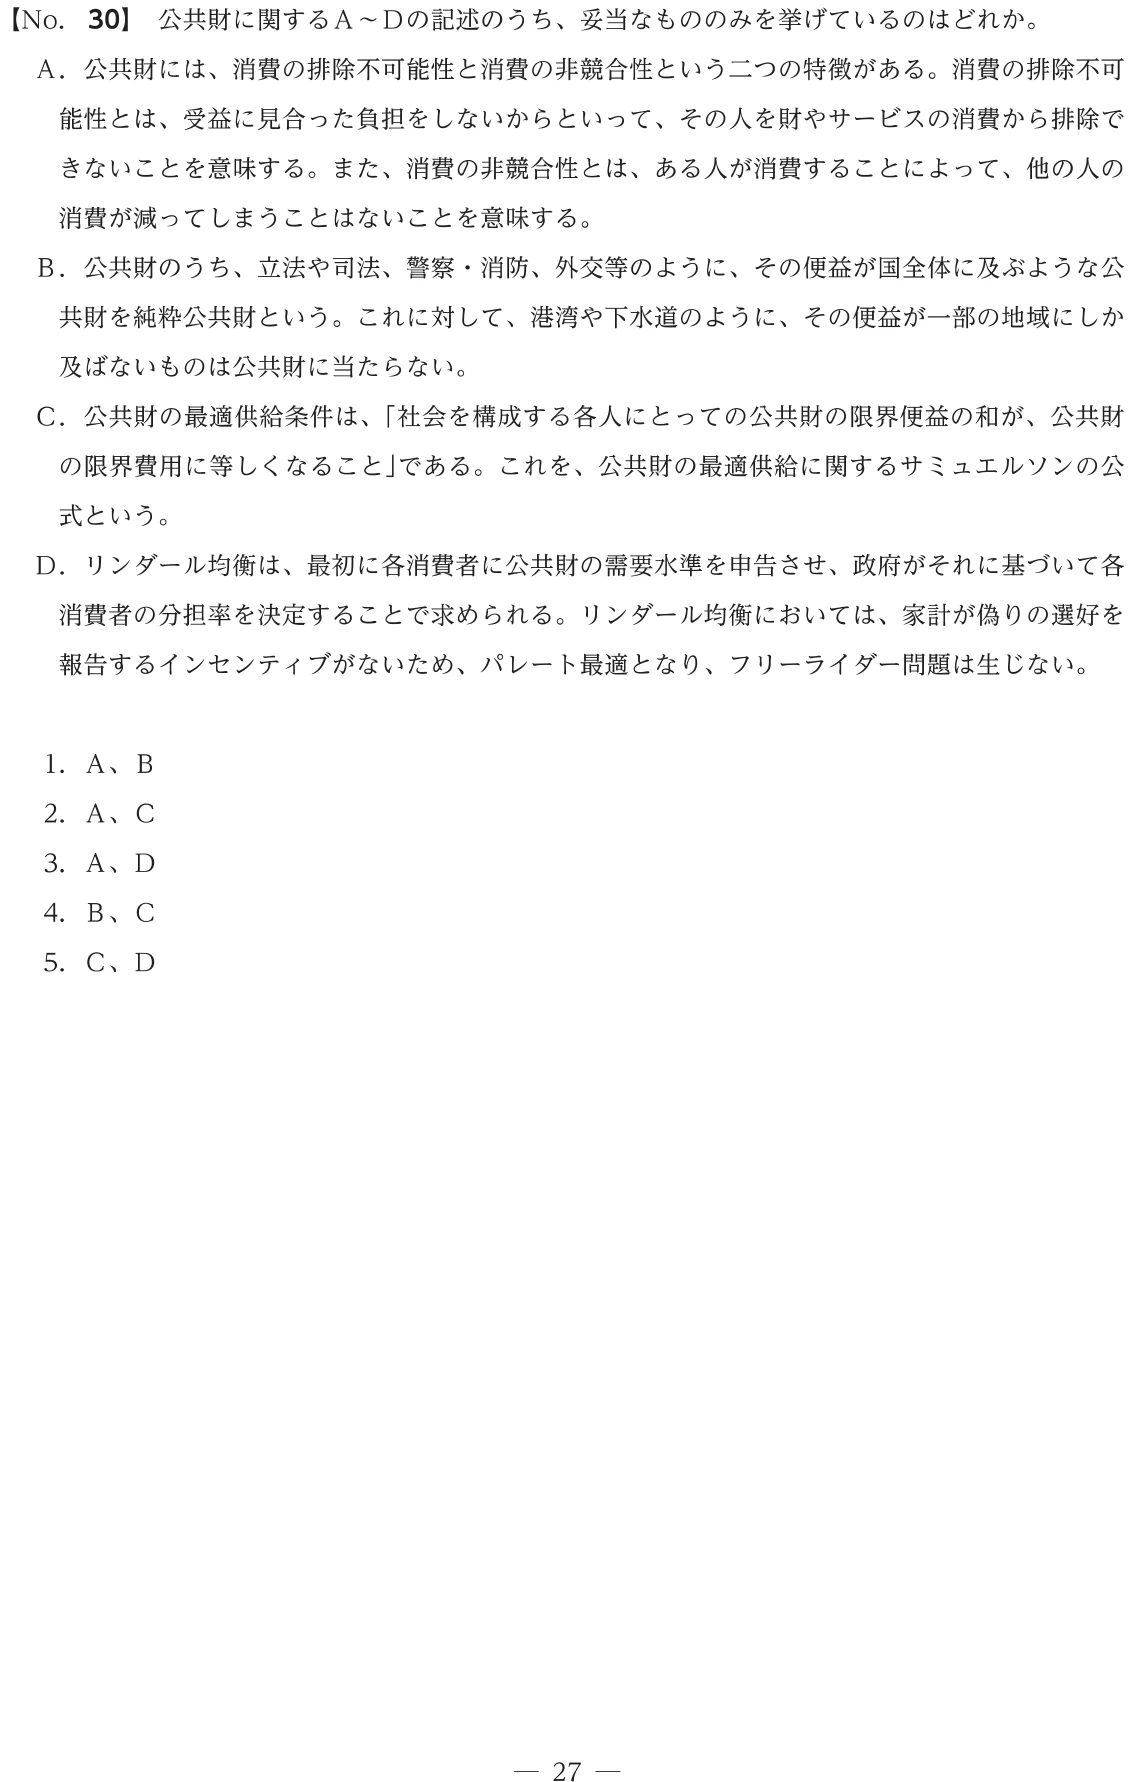 【No. 30】 公共財に関するＡ～Ｄの記述のうち、妥当なもののみを挙げているのはどれか。
Ａ．公共財には、消費の排除不可能性と消費の非競合性という二つの特徴がある。消費の排除不可
能性とは、受益に見合った負担をしないからといって、その人を財やサービスの消費から排除で
きないことを意味する。また、消費の非競合性とは、ある人が消費することによって、他の人の
消費が減ってしまうことはないことを意味する。
Ｂ．公共財のうち、立法や司法、警察・消防、外交等のように、その便益が国全体に及ぶような公
共財を純粋公共財という。これに対して、港湾や下水道のように、その便益が一部の地域にしか
及ばないものは公共財に当たらない。
Ｃ．公共財の最適供給条件は、「社会を構成する各人にとっての公共財の限界便益の和が、公共財
の限界費用に等しくなること」である。これを、公共財の最適供給に関するサミュエルソンの公
式という。
Ｄ．リンダール均衡は、最初に各消費者に公共財の需要水準を申告させ、政府がそれに基づいて各
消費者の分担率を決定することで求められる。リンダール均衡においては、家計が偽りの選好を
報告するインセンティブがないため、パレート最適となり、フリーライダー問題は生じない。
1. Ａ、Ｂ
2. Ａ、Ｃ
3. Ａ、Ｄ
4. Ｂ、Ｃ
5. Ｃ、Ｄ
— 27 —